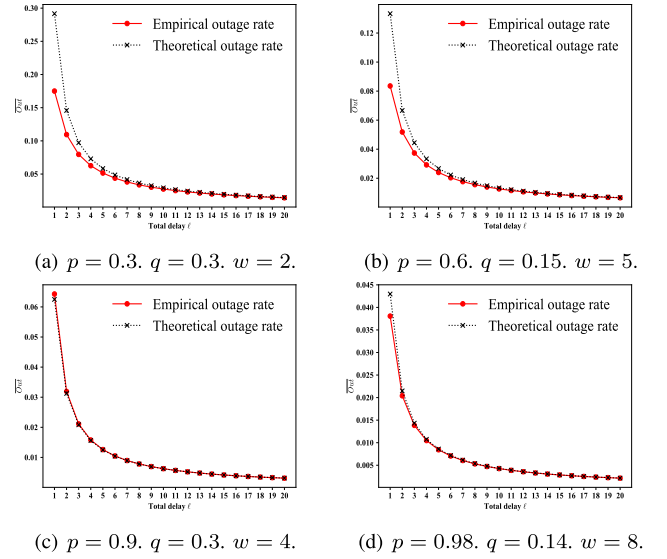 0.30
0.25
0.20
0.15
0.10
0.05
Out
Empirical outage rate
Theoretical outage rate
1 2 3 4 5 6 7 8 9 10 11 12 13 14 15 16 17 18 19 20
Total delay ℓ
(a) p = 0.3. q = 0.3. w = 2.
0.12
0.10
0.08
0.06
0.04
0.02
Out
Empirical outage rate
Theoretical outage rate
1 2 3 4 5 6 7 8 9 10 11 12 13 14 15 16 17 18 19 20
Total delay ℓ
(b) p = 0.6. q = 0.15. w = 5.
0.06
0.05
0.04
0.03
0.02
0.01
Out
Empirical outage rate
Theoretical outage rate
1 2 3 4 5 6 7 8 9 10 11 12 13 14 15 16 17 18 19 20
Total delay ℓ
(c) p = 0.9. q = 0.3. w = 4.
0.045
0.040
0.035
0.030
0.025
0.020
0.015
0.010
0.005
Out
Empirical outage rate
Theoretical outage rate
1 2 3 4 5 6 7 8 9 10 11 12 13 14 15 16 17 18 19 20
Total delay ℓ
(d) p = 0.98. q = 0.14. w = 8.